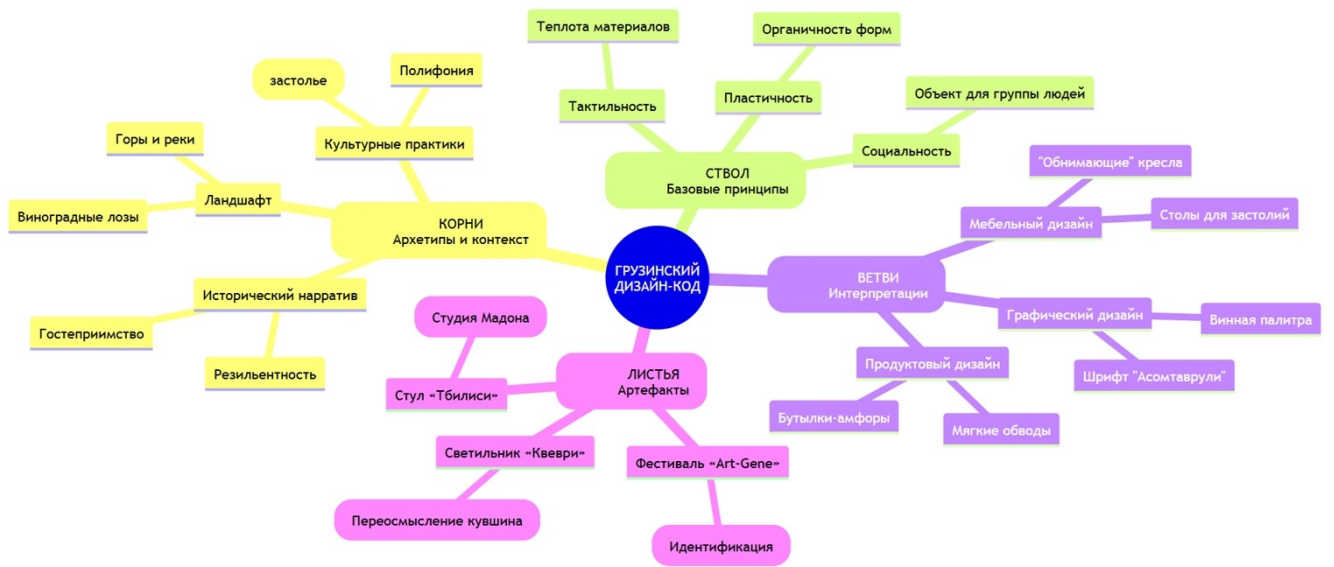 ГРУЗИНСКИЙ
ДИЗАЙН-КОД
КОРНИ
Архетипы и контекст
Культурные практики
застолье
Полифония
Ландшафт
Горы и реки
Виноградные лозы
Исторический нарратив
Гостеприимство
Резильентность
СТВОЛ
Базовые принципы
Тактильность
Теплота материалов
Пластичность
Органичность форм
Социальность
Объект для группы людей
ВЕТВИ
Интерпретации
Мебельный дизайн
"Обнимающие" кресла
Столы для застолий
Графический дизайн
Винная палитра
Шрифт "Асомтаврули"
Продуктовый дизайн
Бутылки-амфоры
Мягкие обводы
ЛИСТЬЯ
Артефакты
Стул «Тбилиси»
Студия Мадона
Светильник «Квеври»
Переосмысление кувшина
Фестиваль «Art-Gene»
Идентификация